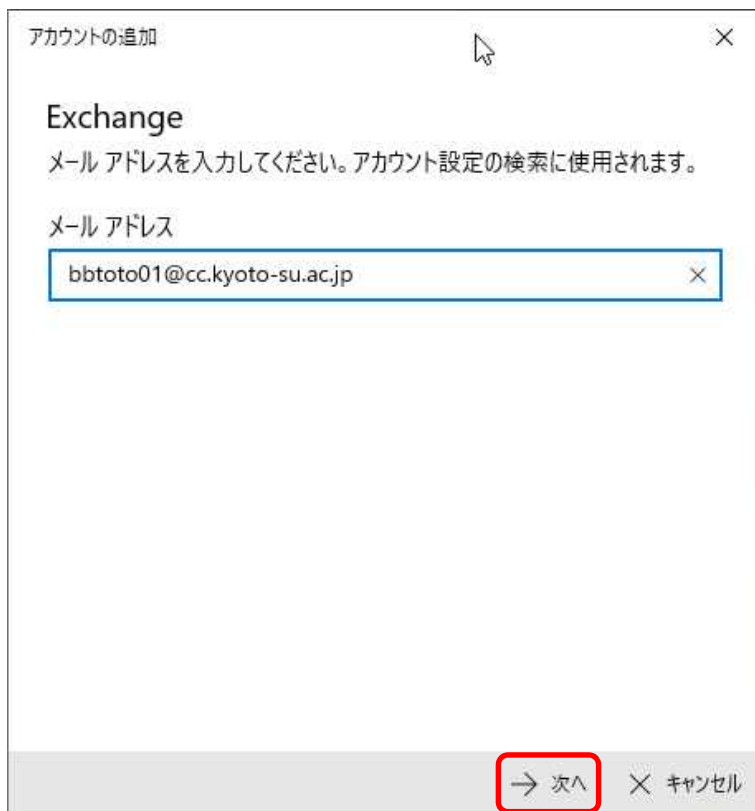 アカウントの追加
Exchange
メール アドレスを入力してください。アカウント設定の検索に使用されます。
メール アドレス
bbtoto01@cc.kyoto-su.ac.jp
次へ キャンセル